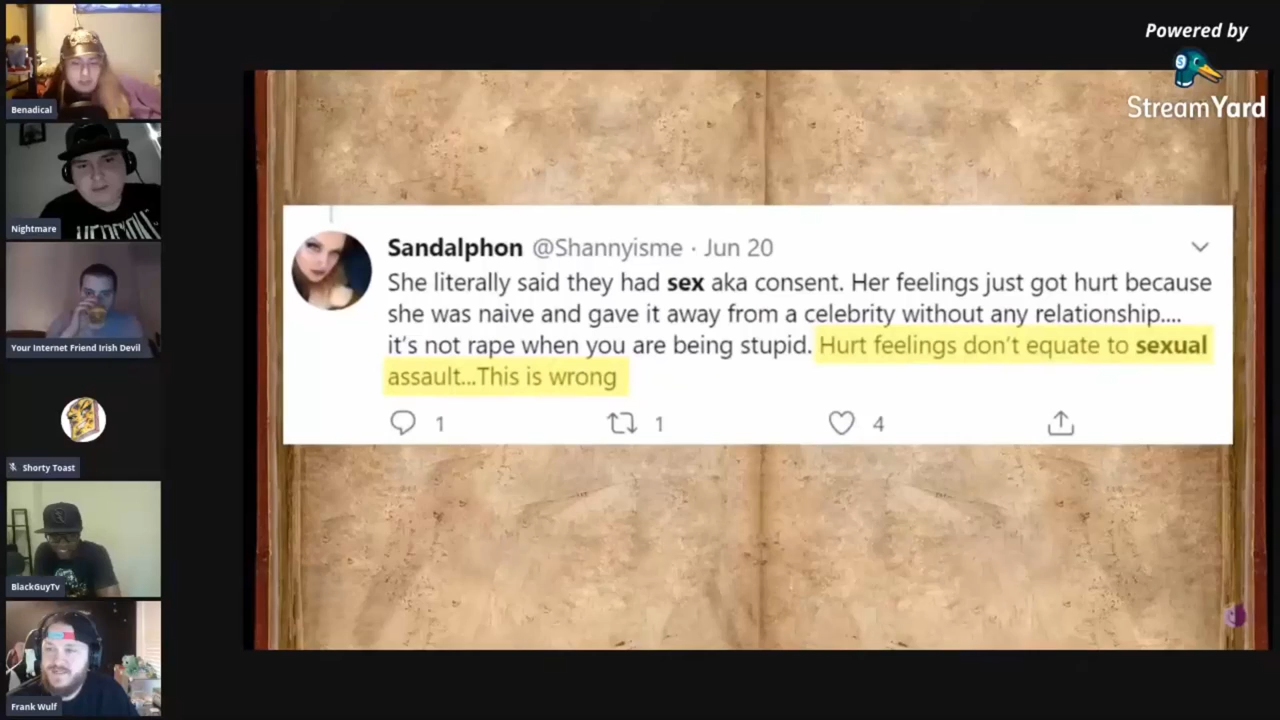 Powered by
StreamYard
Benadical
Nightmare
Your Internet Friend Irish Devil
Shorty Toast
BlackGuyTv
Frank Wulf
Sandalphon @Shannyisme · Jun 20
She literally said they had sex aka consent. Her feelings just got hurt because
she was naive and gave it away from a celebrity without any relationship....
it's not rape when you are being stupid. Hurt feelings don't equate to sexual
assault...This is wrong
1
1
4